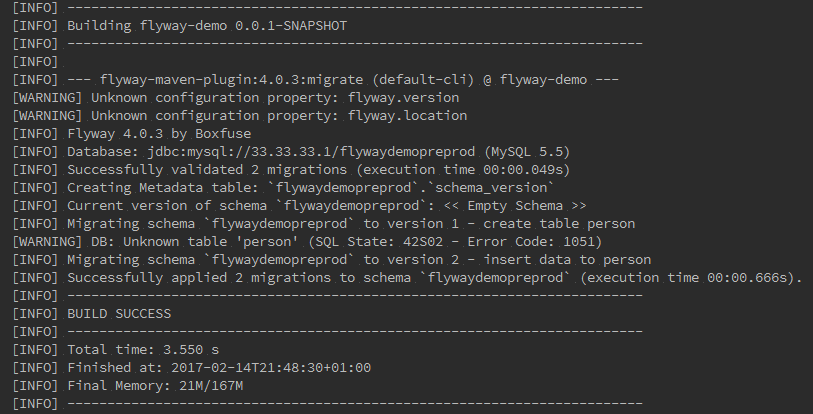 [INFO] ------------------------------------------------------------------------
[INFO] Building flyway-demo 0.0.1-SNAPSHOT
[INFO] ------------------------------------------------------------------------
[INFO]
[INFO] --- flyway-maven-plugin:4.0.3:migrate (default-cli) @ flyway-demo ---
[WARNING] Unknown configuration property: flyway.version
[WARNING] Unknown configuration property: flyway.location
[INFO] Flyway 4.0.3 by Boxfuse
[INFO] Database: jdbc:mysql://33.33.33.1/flywaydemopreprod (MySQL 5.5)
[INFO] Successfully validated 2 migrations (execution time 00:00.049s)
[INFO] Creating Metadata table: `flywaydemopreprod`.`schema_version`
[INFO] Current version of schema `flywaydemopreprod`: << Empty Schema >>
[INFO] Migrating schema `flywaydemopreprod` to version 1 - create table person
[WARNING] DB: Unknown table 'person' (SQL State: 42S02 - Error Code: 1051)
[INFO] Migrating schema `flywaydemopreprod` to version 2 - insert data to person
[INFO] Successfully applied 2 migrations to schema `flywaydemopreprod` (execution time 00:00.666s).
[INFO] ------------------------------------------------------------------------
[INFO] BUILD SUCCESS
[INFO] ------------------------------------------------------------------------
[INFO] Total time: 3.550 s
[INFO] Finished at: 2017-02-14T21:48:30+01:00
[INFO] Final Memory: 21M/167M
[INFO] ------------------------------------------------------------------------